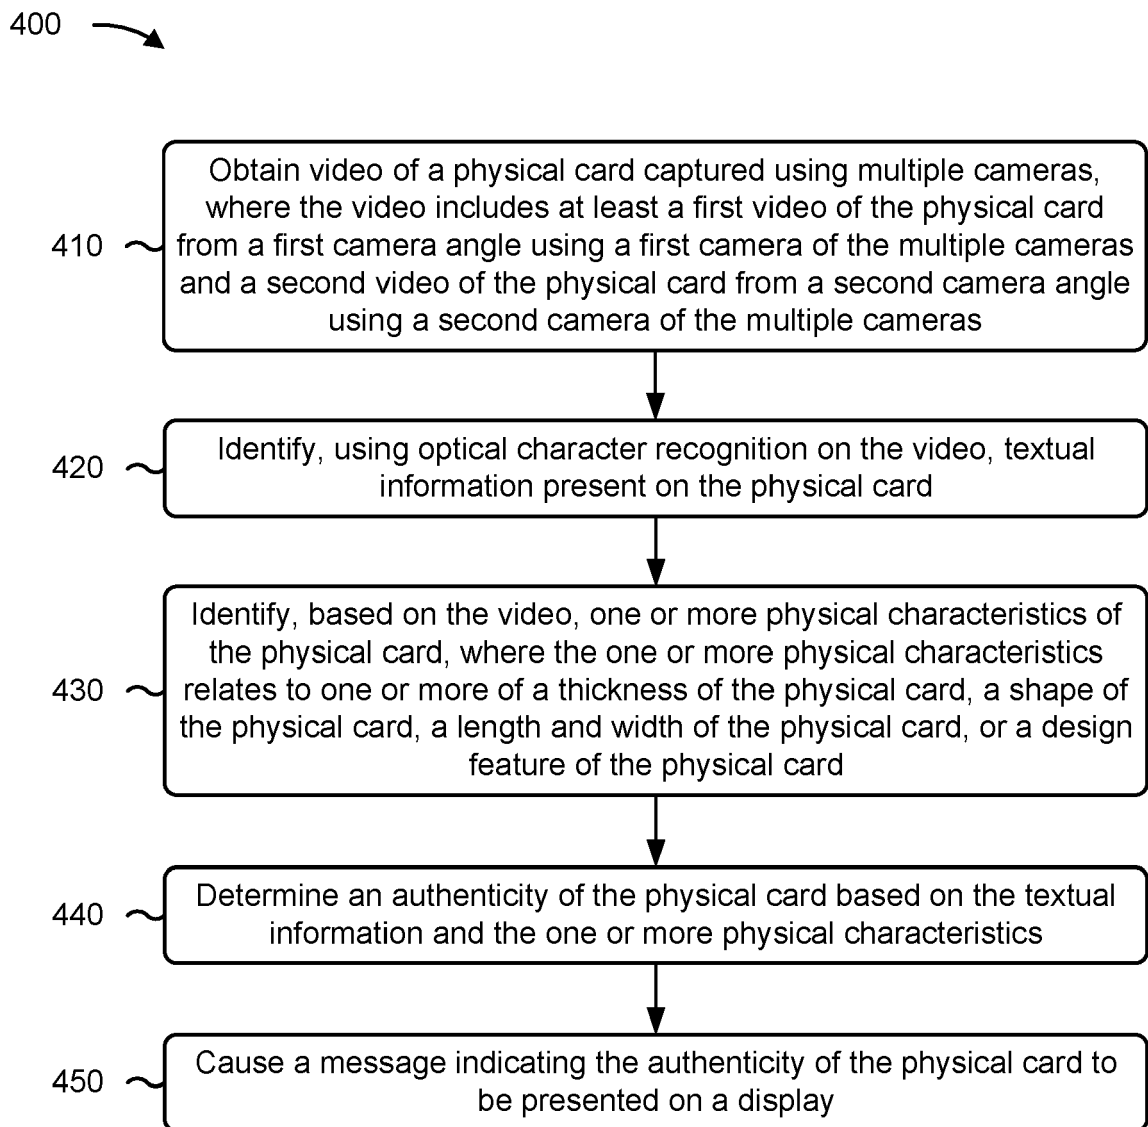 400
Obtain video of a physical card captured using multiple cameras,
where the video includes at least a first video of the physical card
410
from a first camera angle using a first camera of the multiple cameras
and a second video of the physical card from a second camera angle
using a second camera of the multiple cameras
420
Identify, using optical character recognition on the video, textual
information present on the physical card
Identify, based on the video, one or more physical characteristics of
the physical card, where the one or more physical characteristics
430
relates to one or more of a thickness of the physical card, a shape of
the physical card, a length and width of the physical card, or a design
feature of the physical card
440
Determine an authenticity of the physical card based on the textual
information and the one or more physical characteristics
450
Cause a message indicating the authenticity of the physical card to
be presented on a display